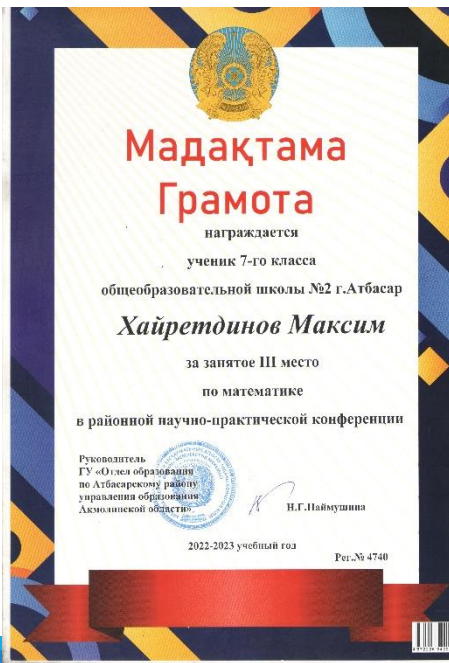 Мадақтама
Грамота
награждается
ученик 7-го класса
общеобразовательной школы №2 г.Атбасар
Хайретдинов Максим
за занятое III место
по математике
в районной научно-практической конференции
Руководитель
ГУ «Отдел образования
по Атбасарскому району
управления образования
Акмолинской области»
Н.Г.Наймушина
2022-2023 учебный год
Рег.№ 4740